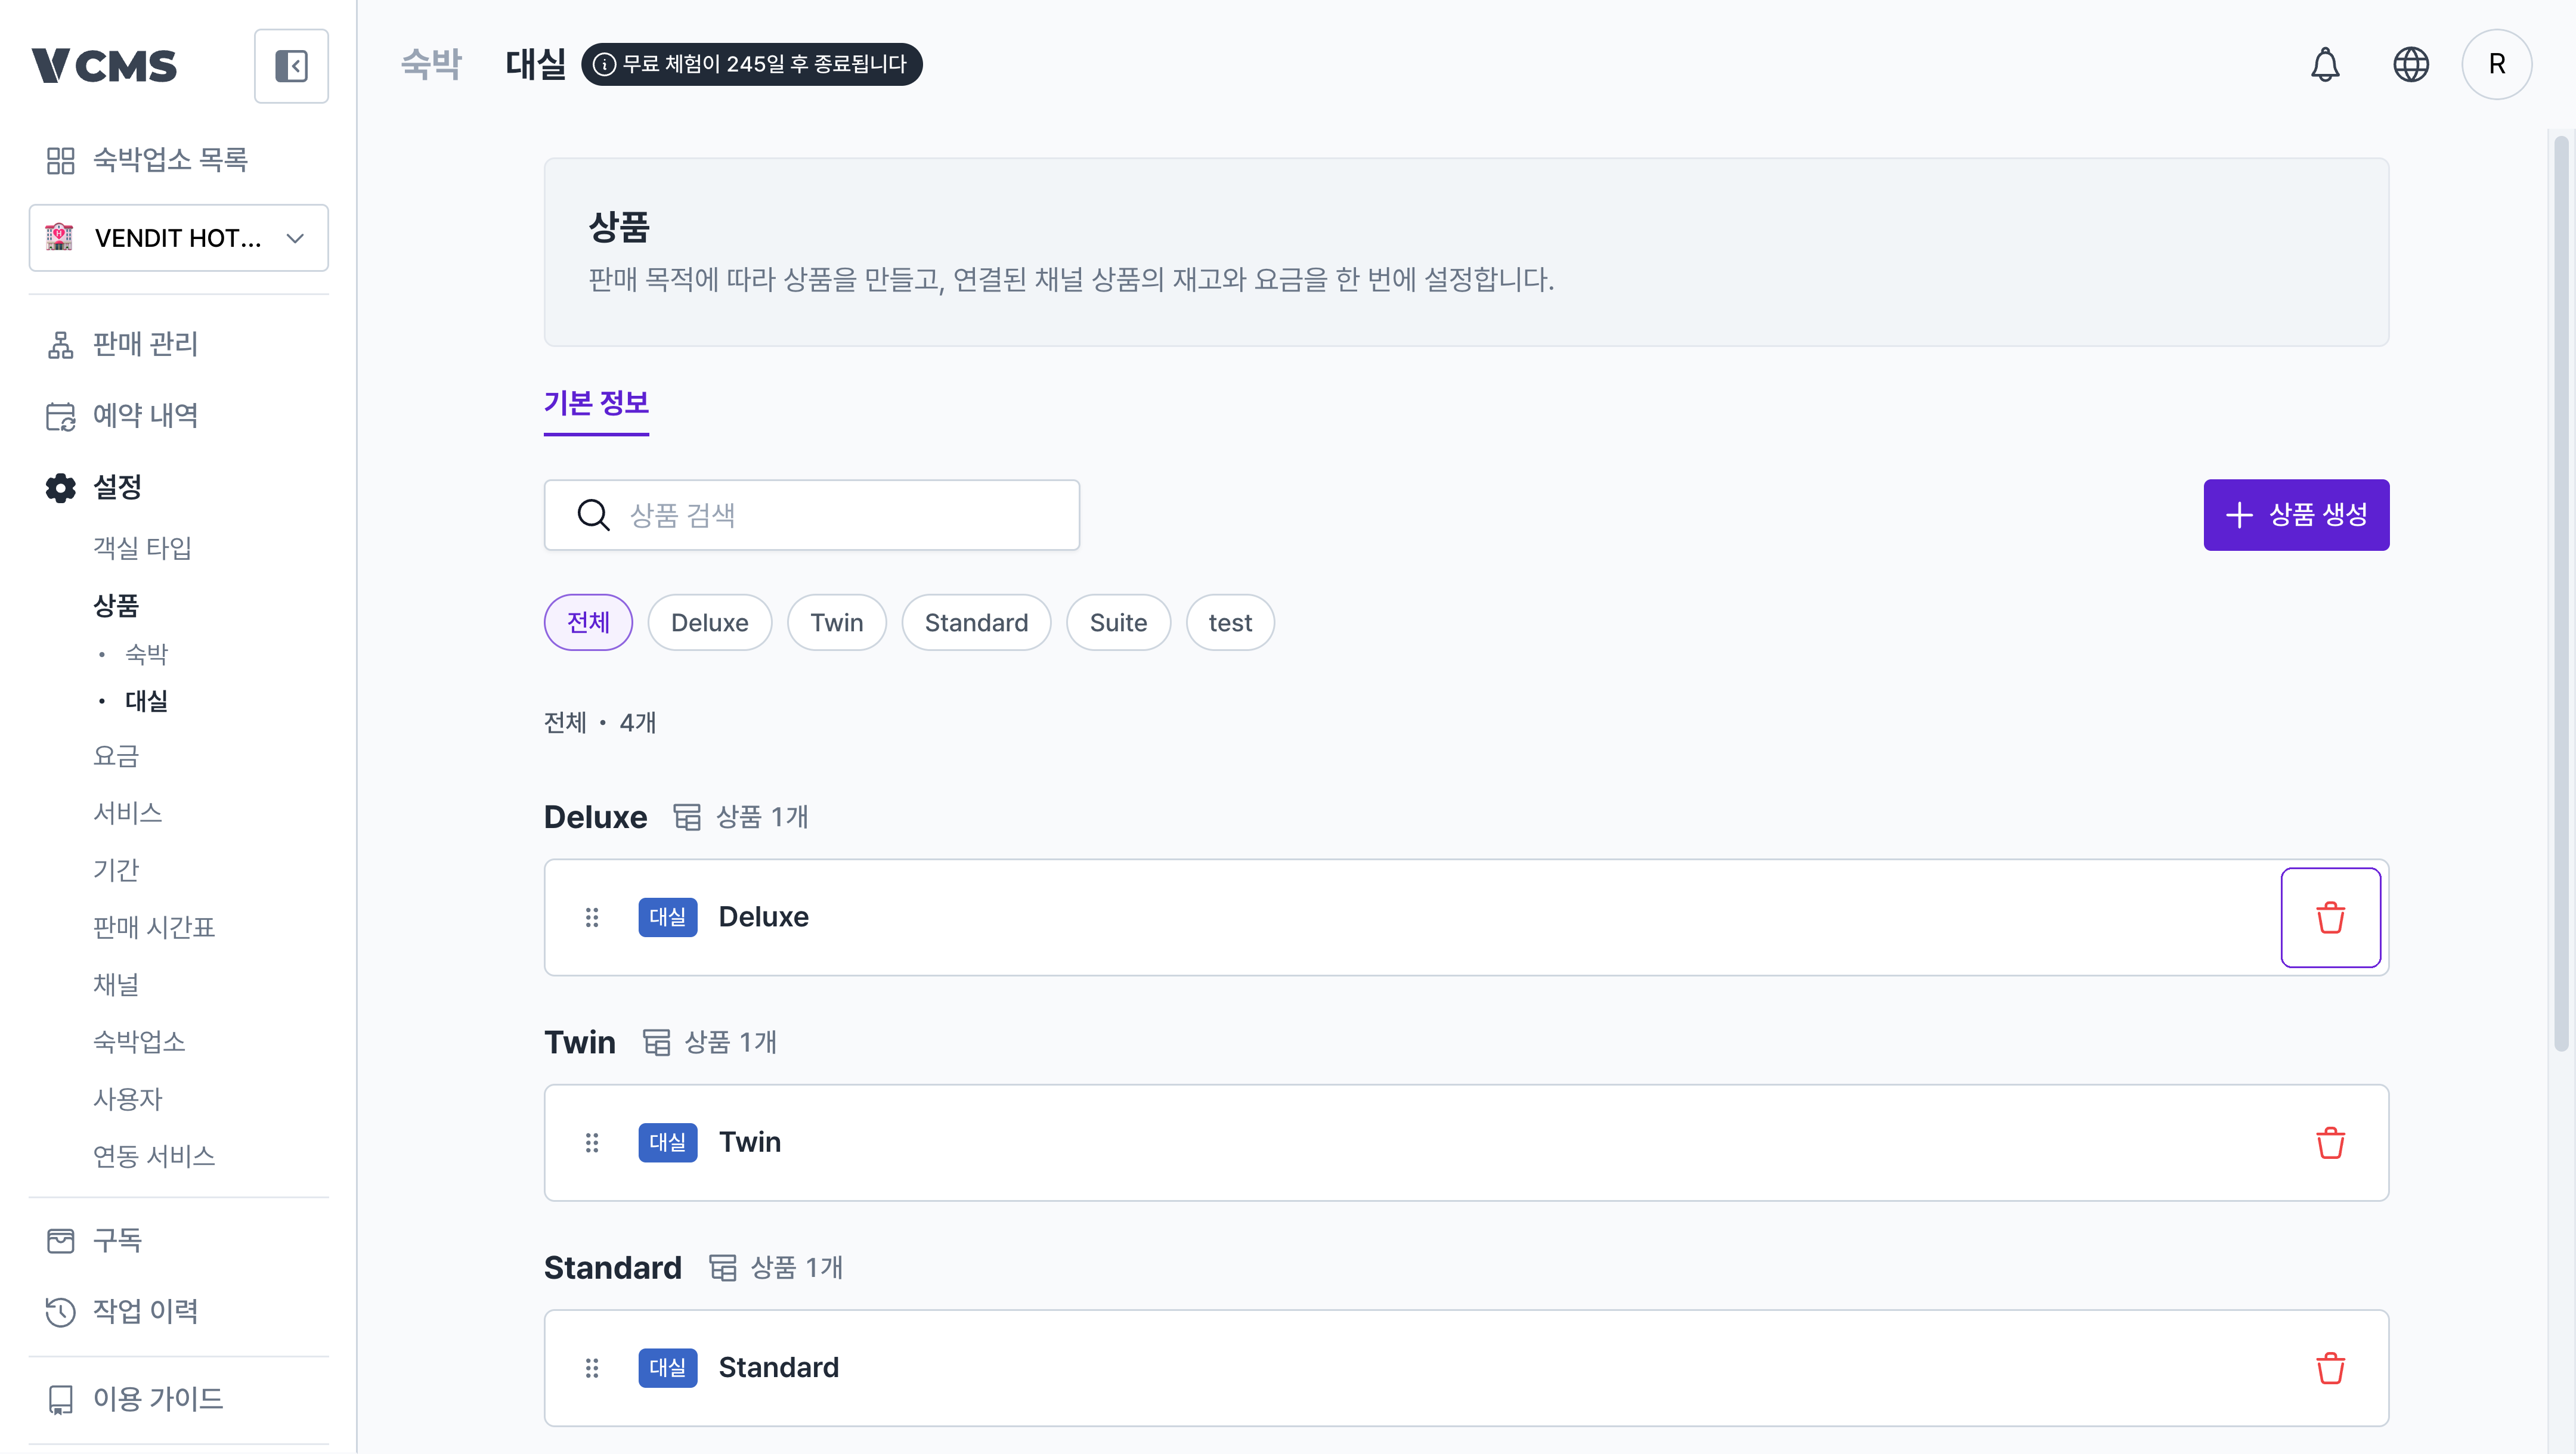 VCMS
숙박업소 목록
VENDIT HOT...
판매 관리
예약 내역
설정
객실 타입
상품
• 숙박
• 대실
요금
서비스
기간
판매 시간표
채널
숙박업소
사용자
연동 서비스
구독
작업 이력
이용 가이드
숙박 대실 무료 체험이 245일 후 종료됩니다
R
상품
판매 목적에 따라 상품을 만들고, 연결된 채널 상품의 재고와 요금을 한 번에 설정합니다.
기본 정보
상품 검색
상품 생성
전체 Deluxe Twin Standard Suite test
전체 • 4개
Deluxe 상품 1개
대실 Deluxe
Twin 상품 1개
대실 Twin
Standard 상품 1개
대실 Standard